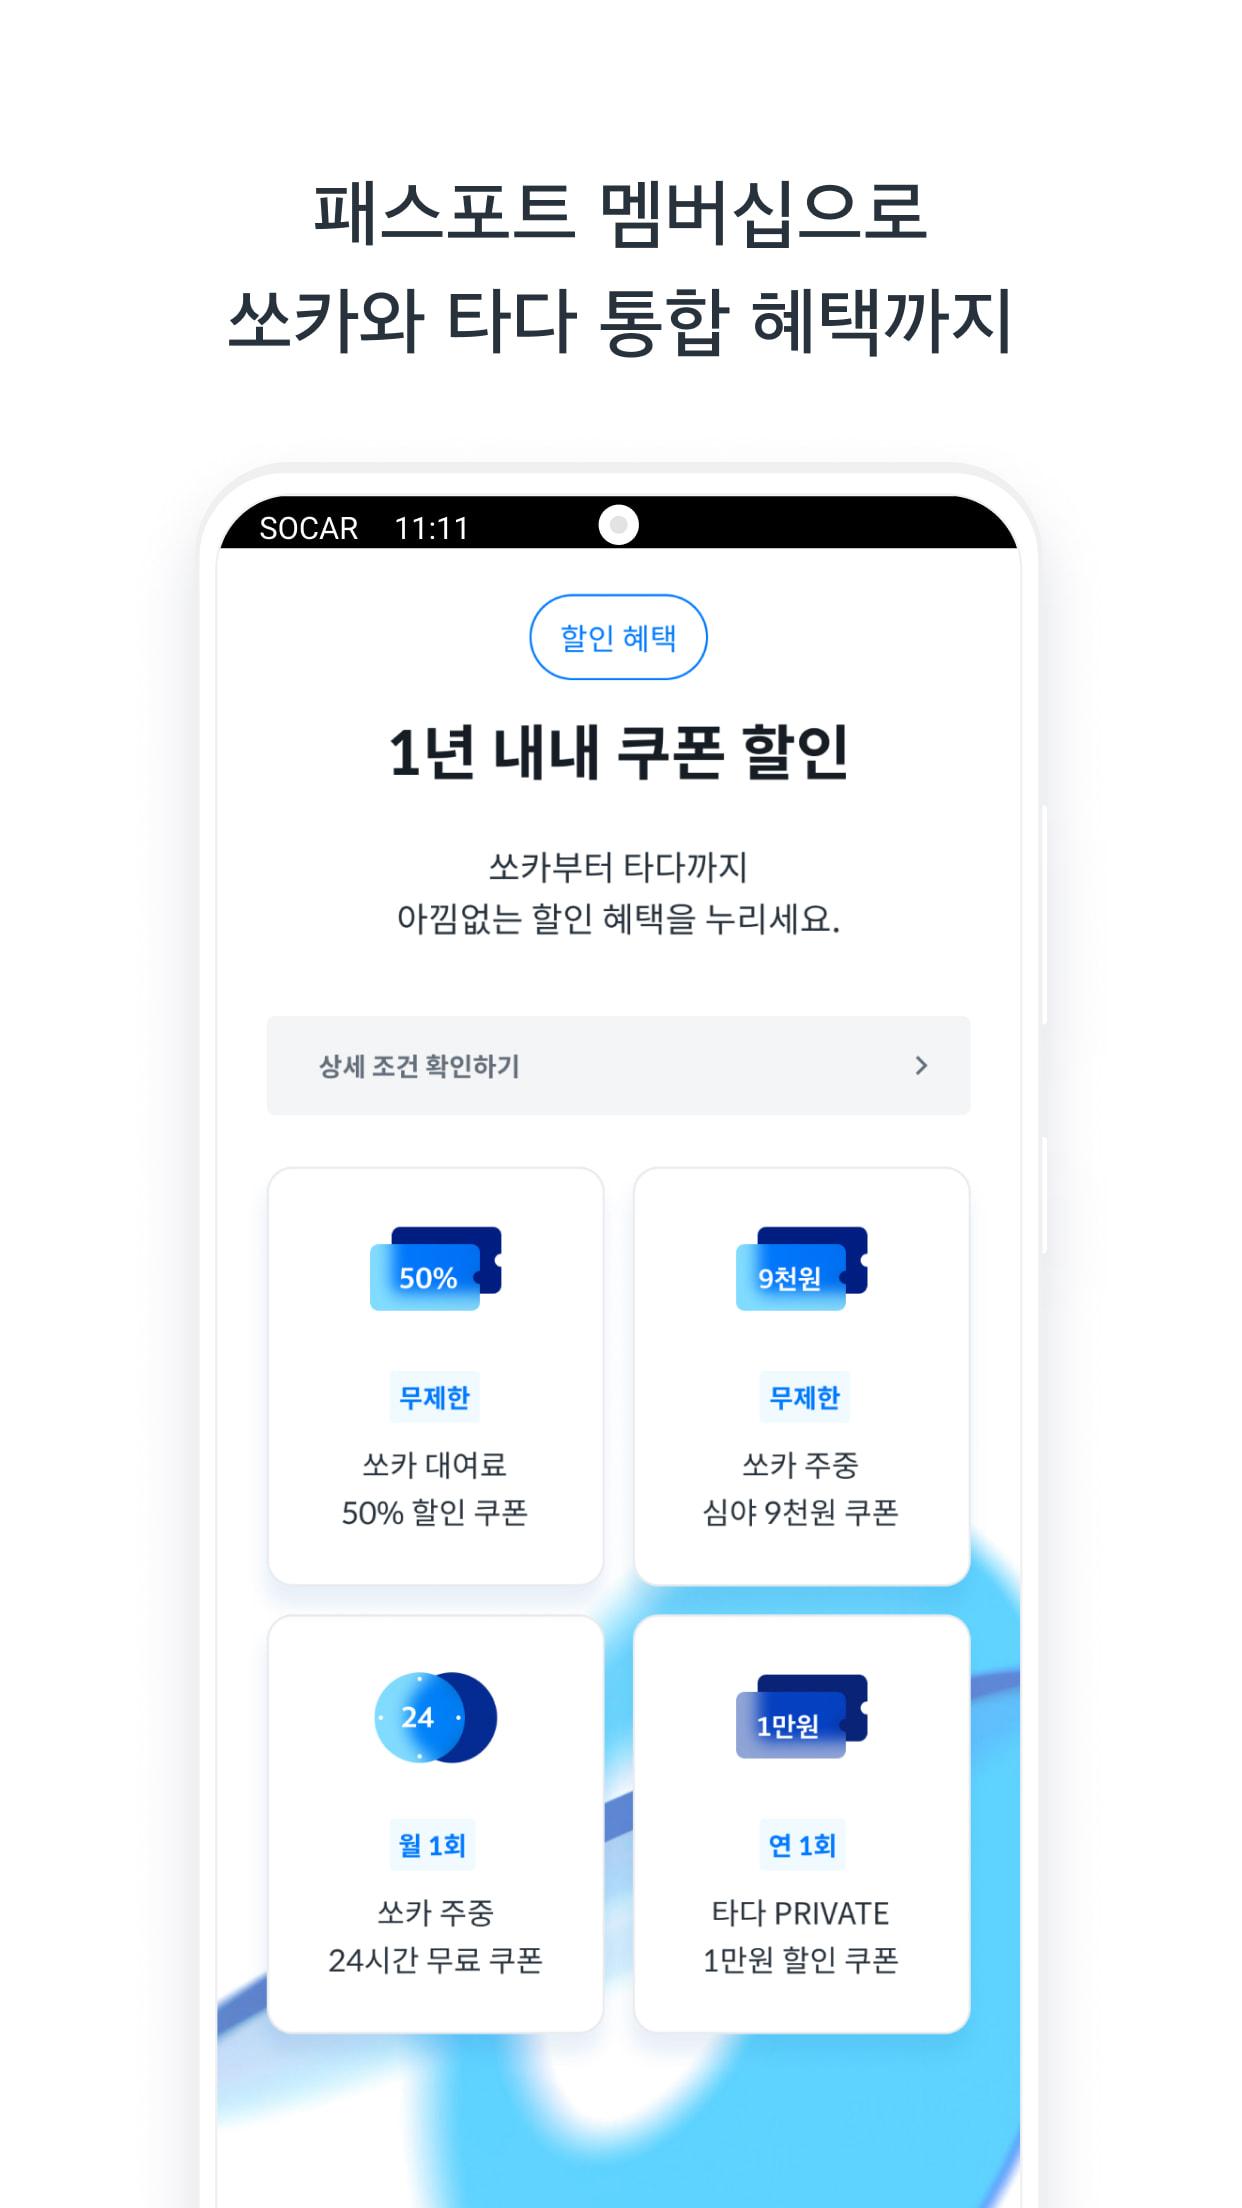 패스포트 멤버십으로
쏘카와 타다 통합 혜택까지
SOCAR 11:11
할인 혜택
1년 내내 쿠폰 할인
쏘카부터 타다까지
아낌없는 할인 혜택을 누리세요.
상세 조건 확인하기
50%
무제한
쏘카 대여료
50% 할인 쿠폰
9천원
무제한
쏘카 주중
심야 9천원 쿠폰
24
월 1회
쏘카 주중
24시간 무료 쿠폰
1만원
연 1회
타다 PRIVATE
1만원 할인 쿠폰